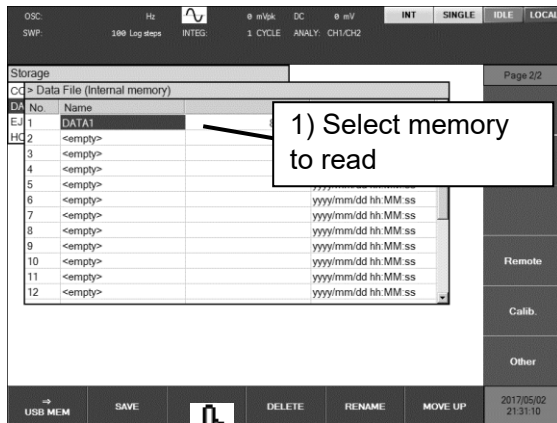 OSC: Hz 0 mVpk DC 0 mV INT SINGLE IDLE LOCAL
SWP: 100 Log steps INTEG: 1 CYCLE ANALY: CH1/CH2
Storage Page 2/2
CO > Data File (Internal memory)
DA No. Name
EJ 1 DATA1 8
HO 2 <empty>
1) Select memory
to read
3 <empty>
4 <empty>
5 <empty>
6 <empty> yyyy/mm/dd hh:MM:ss
7 <empty> yyyy/mm/dd hh:MM:ss
8 <empty> yyyy/mm/dd hh:MM:ss
9 <empty> yyyy/mm/dd hh:MM:ss
10 <empty> yyyy/mm/dd hh:MM:ss
11 <empty> yyyy/mm/dd hh:MM:ss
12 <empty> yyyy/mm/dd hh:MM:ss
Remote
Calib.
Other
⇒
USB MEM SAVE DELETE RENAME MOVE UP
2017/05/02
21:31:10